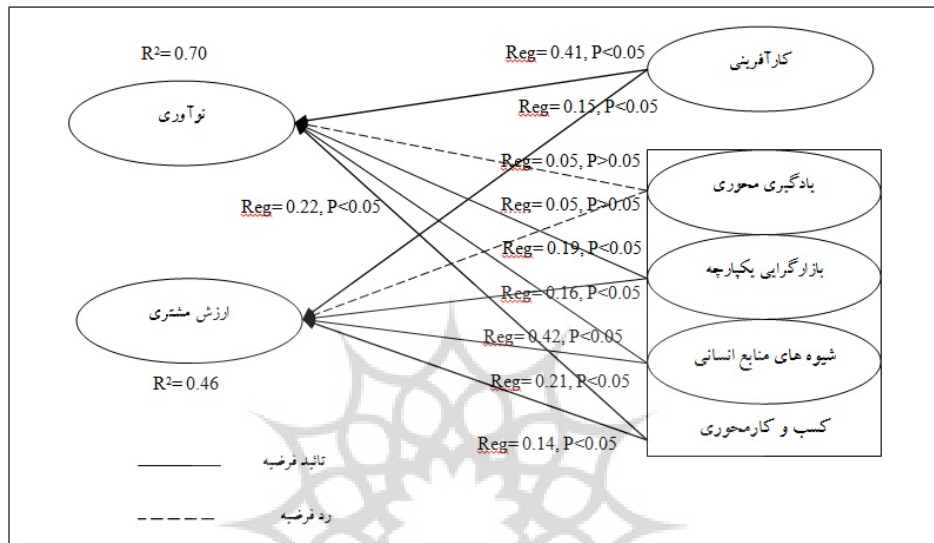 R²= 0.70
نوآوری
Reg= 0.41, P<0.05
کارآفرینی
Reg= 0.15, P<0.05
Reg= 0.05, P>0.05
یادگیری محوری
Reg= 0.05, P>0.05
Reg= 0.22, P<0.05
Reg= 0.19, P<0.05
بازارگرایی یکپارچه
Reg= 0.16, P<0.05
ارزش مشتری
Reg= 0.42, P<0.05
شیوه های منابع انسانی
R²= 0.46
Reg= 0.21, P<0.05
کسب و کارمحوری
Reg= 0.14, P<0.05
تائید فرضیه
رد فرضیه